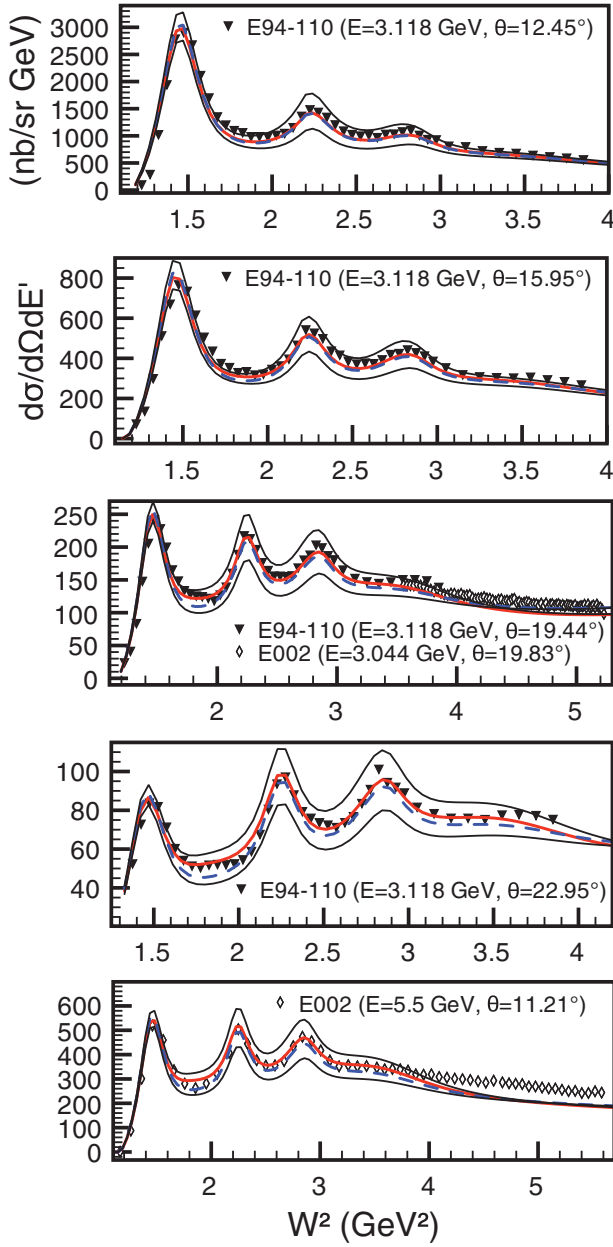 (nb/sr GeV)
3000
2500
2000
1500
1000
500
0
▼ E94-110 (E=3.118 GeV, θ=12.45°)
1.5 2 2.5 3 3.5 4
dσ/dΩdE'
800
600
400
200
0
▼ E94-110 (E=3.118 GeV, θ=15.95°)
1.5 2 2.5 3 3.5 4
250
200
150
100
50
0
▼ E94-110 (E=3.118 GeV, θ=19.44°)
◊ E002 (E=3.044 GeV, θ=19.83°)
2 3 4 5
100
80
60
40
▼ E94-110 (E=3.118 GeV, θ=22.95°)
1.5 2 2.5 3 3.5 4
600
500
400
300
200
100
0
◊ E002 (E=5.5 GeV, θ=11.21°)
2 3 4 5
W² (GeV²)